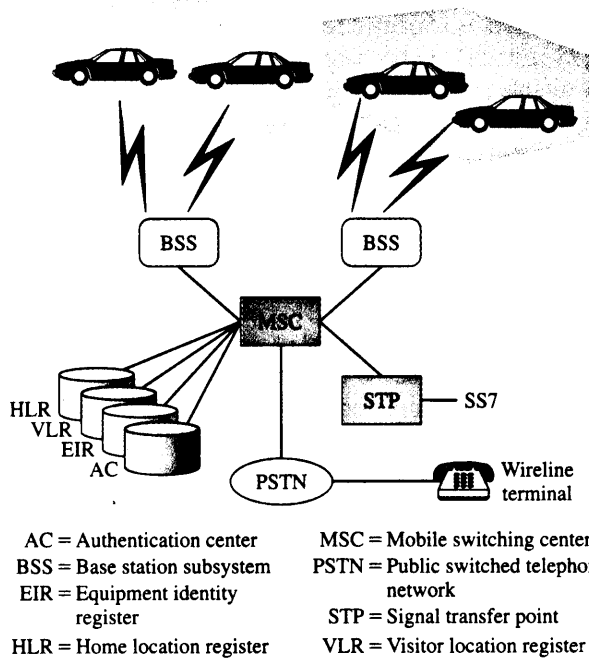 BSS
BSS
MSC
STP
SS7
HLR
VLR
EIR
AC
PSTN
Wireline
terminal
AC = Authentication center
BSS = Base station subsystem
EIR = Equipment identity
register
HLR = Home location register
MSC = Mobile switching center
PSTN = Public switched telepho
network
STP = Signal transfer point
VLR = Visitor location register